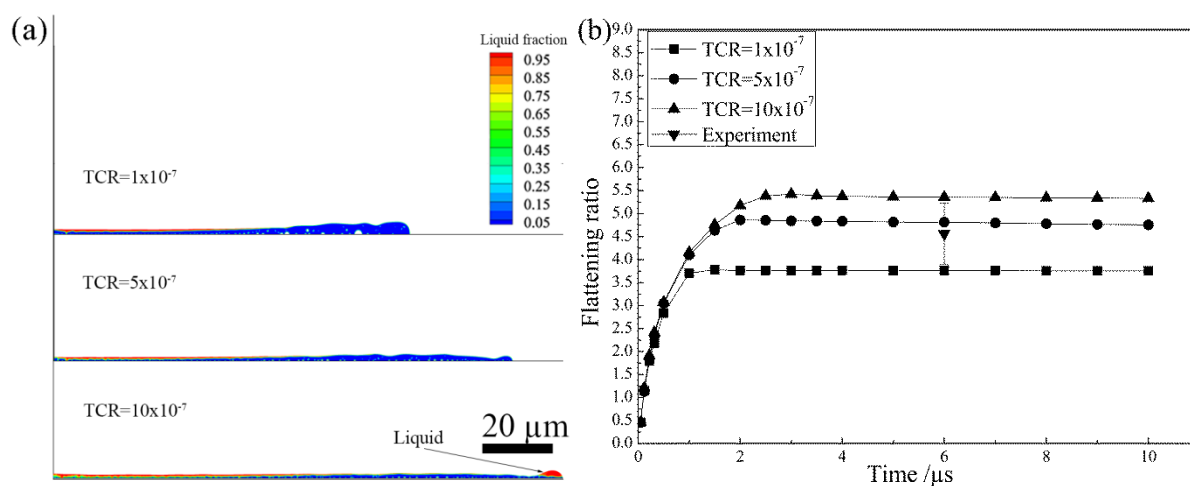 (a)
Liquid fraction
0.95
0.85
0.75
0.65
0.55
0.45
0.35
0.25
0.15
0.05
TCR=1x10⁻⁷
TCR=5x10⁻⁷
TCR=10x10⁻⁷
20 µm
Liquid
(b)
Flattening ratio
9.0
8.5
8.0
7.5
7.0
6.5
6.0
5.5
5.0
4.5
4.0
3.5
3.0
2.5
2.0
1.5
1.0
0.5
0.0
TCR=1x10⁻⁷
TCR=5x10⁻⁷
TCR=10x10⁻⁷
Experiment
0 2 4 6 8 10
Time /µs